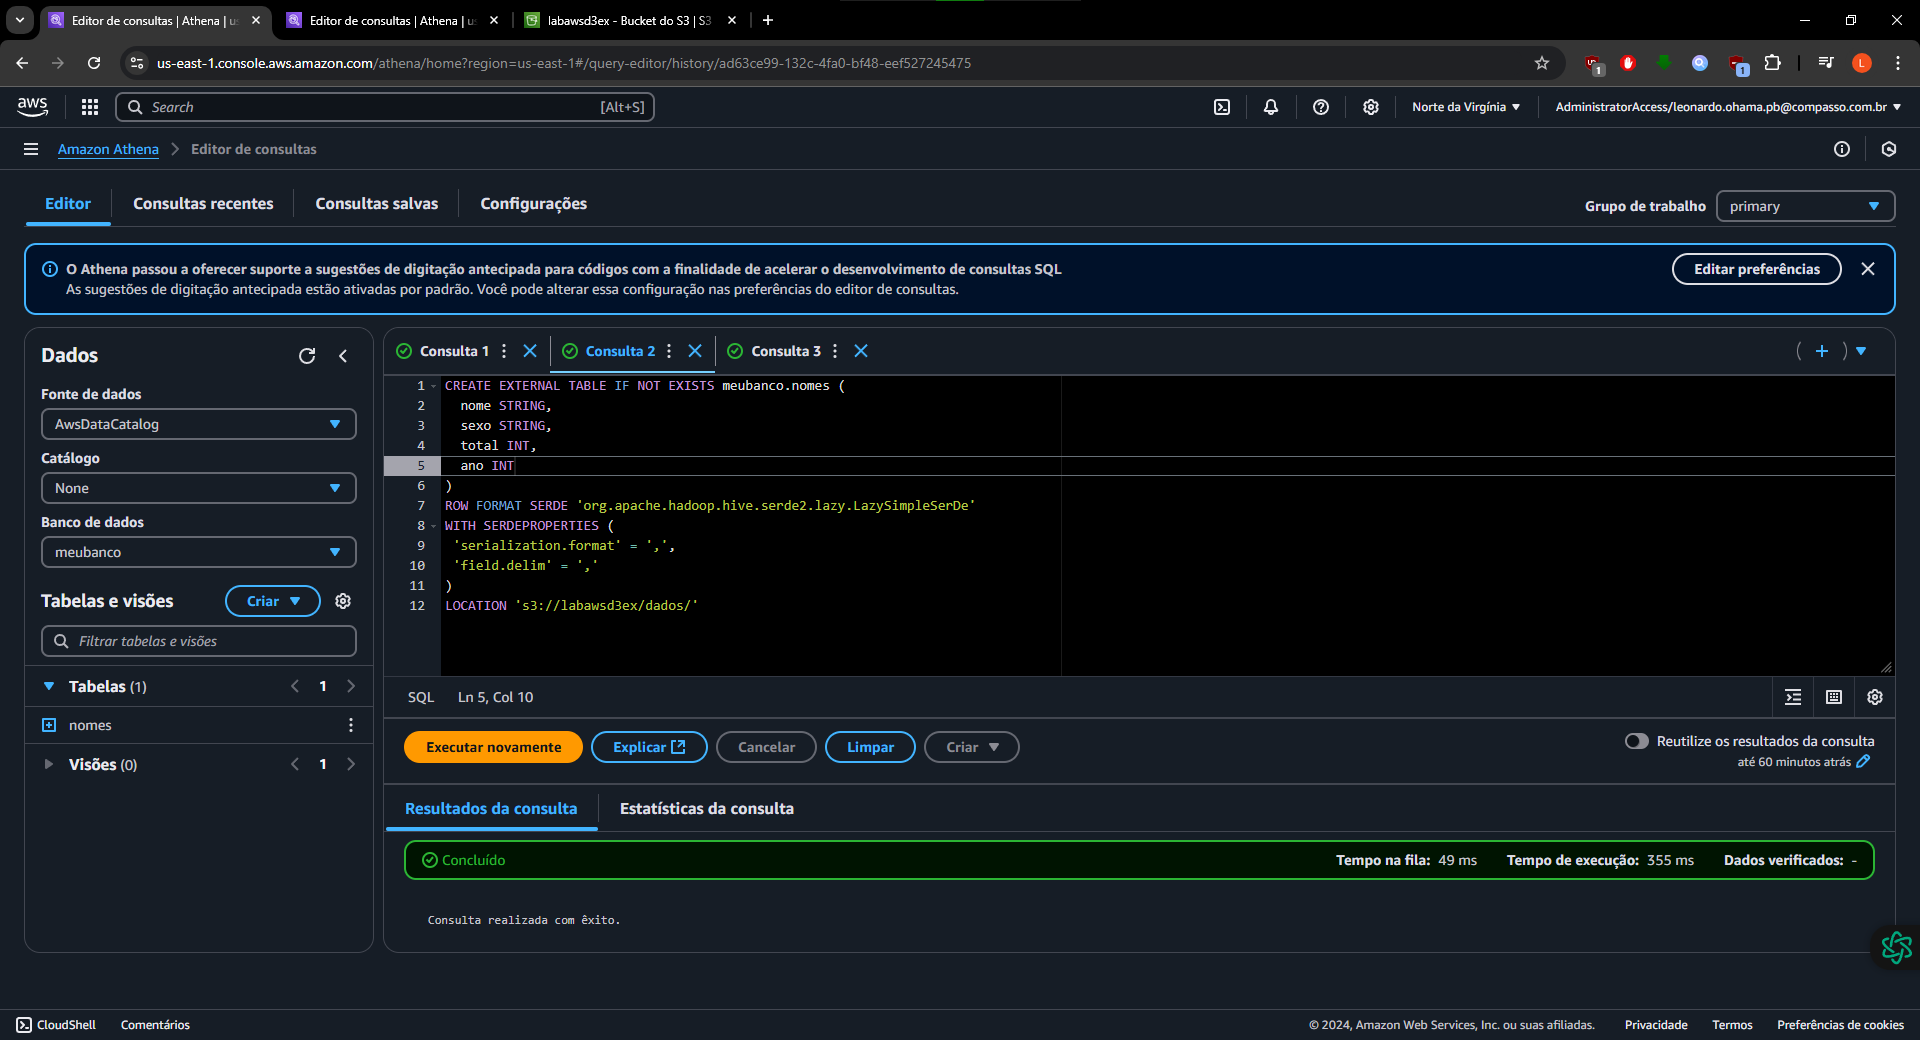 Editor de consultas | Athena | us
Editor de consultas | Athena | us
labawsd3ex - Bucket do S3 | S3
us-east-1.console.aws.amazon.com/athena/home?region=us-east-1#/query-editor/history/ad63ce99-132c-4fa0-bf48-eef527245475
1
1
L
aws
Search
[Alt+S]
Norte da Virgínia
AdministratorAccess/leonardo.ohama.pb@compasso.com.br
Amazon Athena
Editor de consultas
Editor
Consultas recentes
Consultas salvas
Configurações
Grupo de trabalho
primary
O Athena passou a oferecer suporte a sugestões de digitação antecipada para códigos com a finalidade de acelerar o desenvolvimento de consultas SQL
As sugestões de digitação antecipada estão ativadas por padrão. Você pode alterar essa configuração nas preferências do editor de consultas.
Editar preferências
Dados
Fonte de dados
AwsDataCatalog
Catálogo
None
Banco de dados
meubanco
Tabelas e visões
Criar
Filtrar tabelas e visões
Tabelas (1)
1
nomes
Visões (0)
1
Consulta 1
Consulta 2
Consulta 3
1 CREATE EXTERNAL TABLE IF NOT EXISTS meubanco.nomes (
2 nome STRING,
3 sexo STRING,
4 total INT,
5 ano INT
6 )
7 ROW FORMAT SERDE 'org.apache.hadoop.hive.serde2.lazy.LazySimpleSerDe'
8 WITH SERDEPROPERTIES (
9 'serialization.format' = ',',
10 'field.delim' = ','
11 )
12 LOCATION 's3://labawsd3ex/dados/'
SQL
Ln 5, Col 10
Executar novamente
Explicar
Cancelar
Limpar
Criar
Reutilize os resultados da consulta
até 60 minutos atrás
Resultados da consulta
Estatísticas da consulta
Concluído
Tempo na fila: 49 ms
Tempo de execução: 355 ms
Dados verificados: -
Consulta realizada com êxito.
CloudShell
Comentários
© 2024, Amazon Web Services, Inc. ou suas afiliadas.
Privacidade
Termos
Preferências de cookies